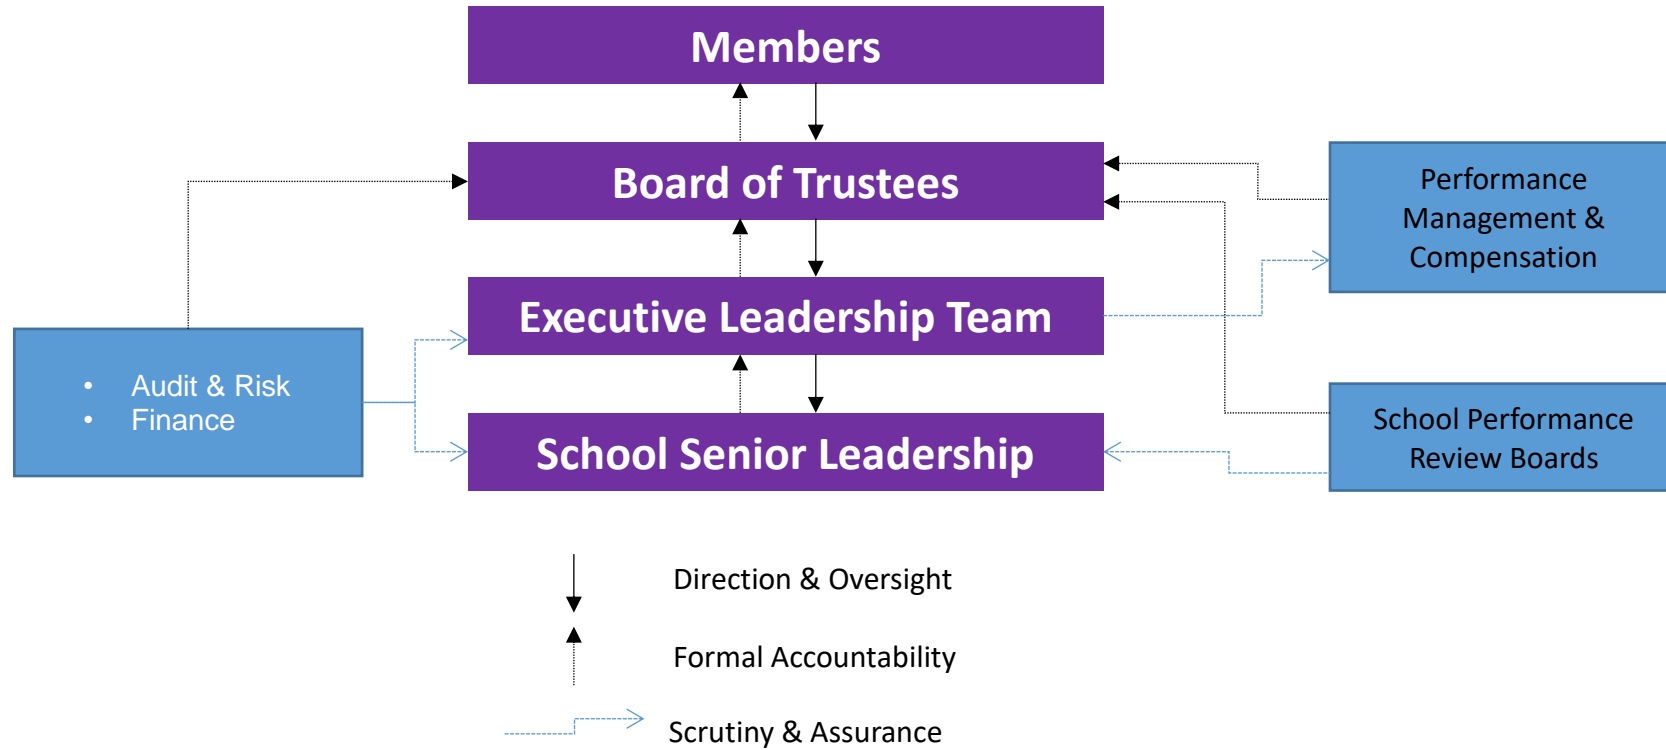 Members
Board of Trustees
Performance
Management &
Compensation
Executive Leadership Team
• Audit & Risk
• Finance
School Senior Leadership
School Performance
Review Boards
Direction & Oversight
Formal Accountability
Scrutiny & Assurance